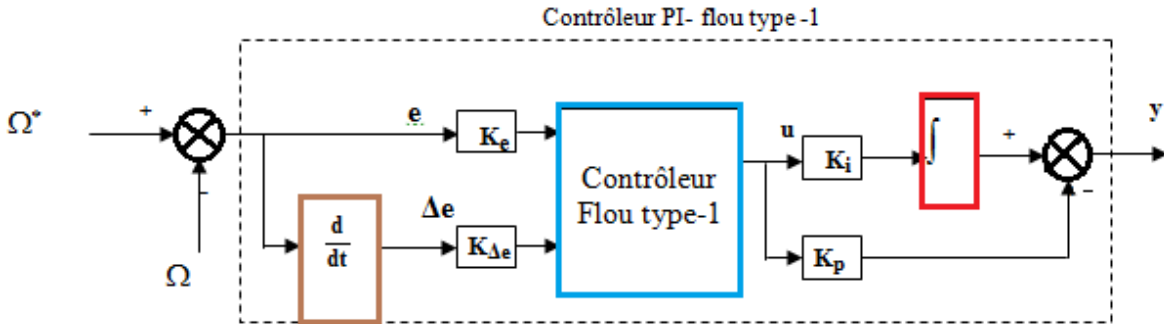 Contrôleur PI- flou type -1
Ω*
+
-
e
Ke
Δe
d
dt
KΔe
Ω
Contrôleur
Flou type-1
u
Ki
∫
Kp
+
-
y